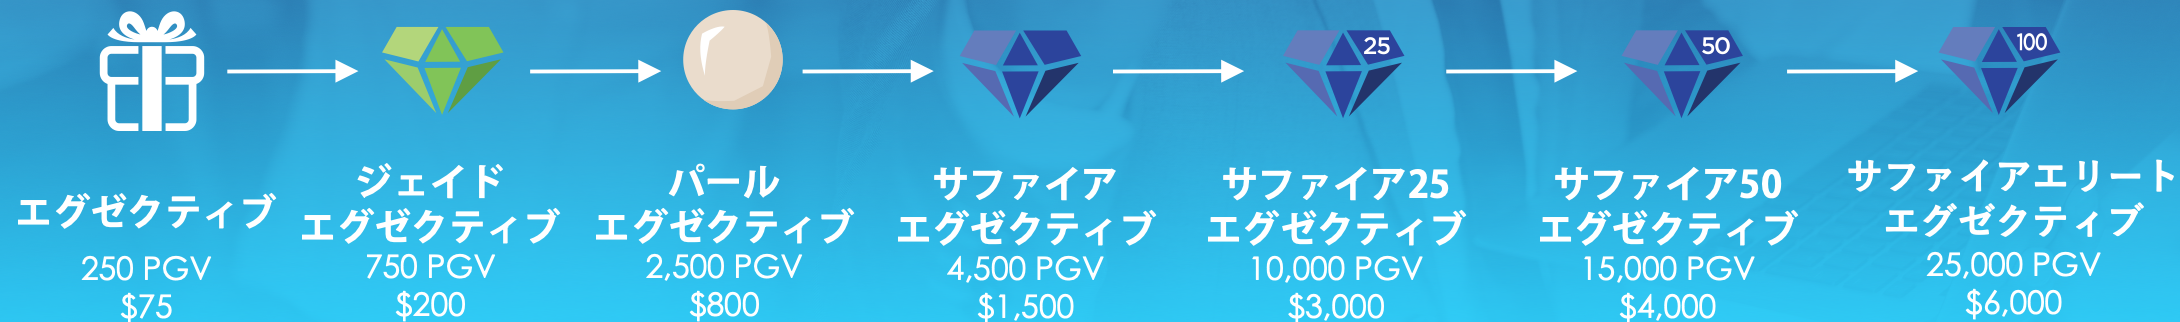 25
50
100
エグゼクティブ
250 PGV
$75
ジェイド
エグゼクティブ
750 PGV
$200
パール
エグゼクティブ
2,500 PGV
$800
サファイア
エグゼクティブ
4,500 PGV
$1,500
サファイア25
エグゼクティブ
10,000 PGV
$3,000
サファイア50
エグゼクティブ
15,000 PGV
$4,000
サファイアエリート
エグゼクティブ
25,000 PGV
$6,000